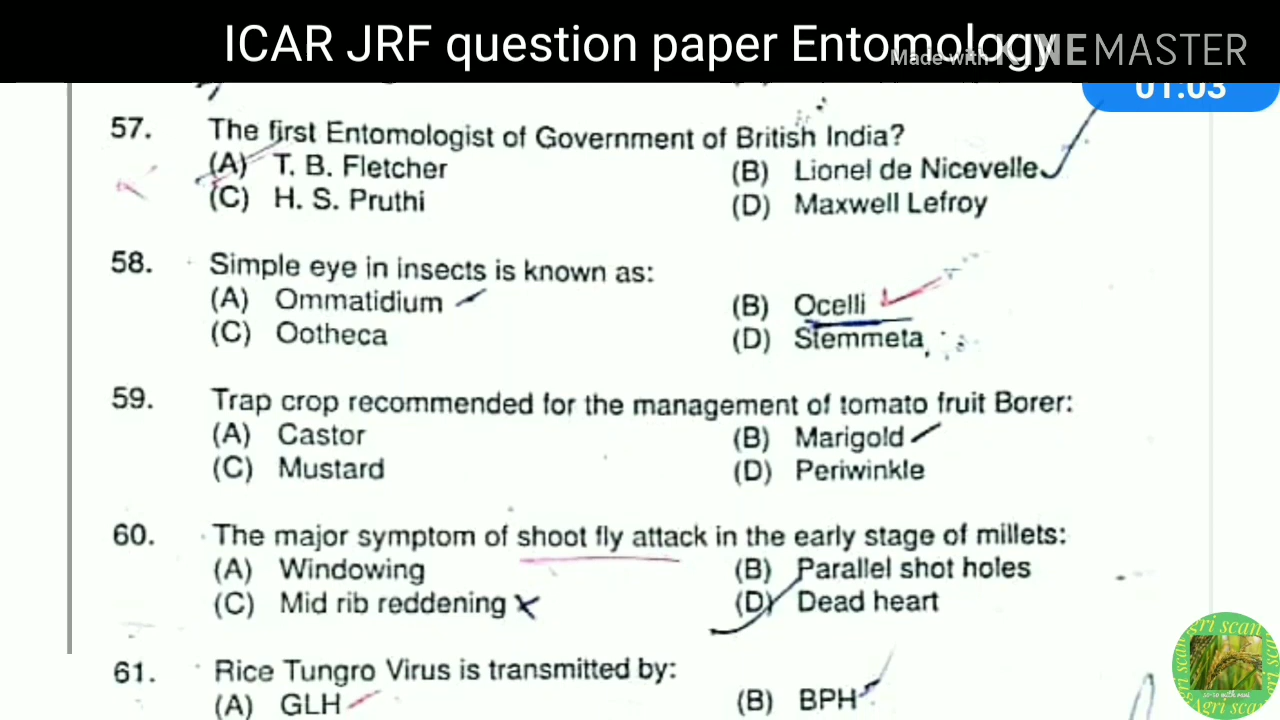 ICAR JRF question paper Entomology
Made with KINEMASTER
01:03
57. The first Entomologist of Government of British India?
(A) T. B. Fletcher (B) Lionel de Nicevelle
(C) H. S. Pruthi (D) Maxwell Lefroy
58. Simple eye in insects is known as:
(A) Ommatidium (B) Ocelli
(C) Ootheca (D) Stemmeta
59. Trap crop recommended for the management of tomato fruit Borer:
(A) Castor (B) Marigold
(C) Mustard (D) Periwinkle
60. The major symptom of shoot fly attack in the early stage of millets:
(A) Windowing (B) Parallel shot holes
(C) Mid rib reddening (D) Dead heart
61. Rice Tungro Virus is transmitted by:
(A) GLH (B) BPH
Agri scan